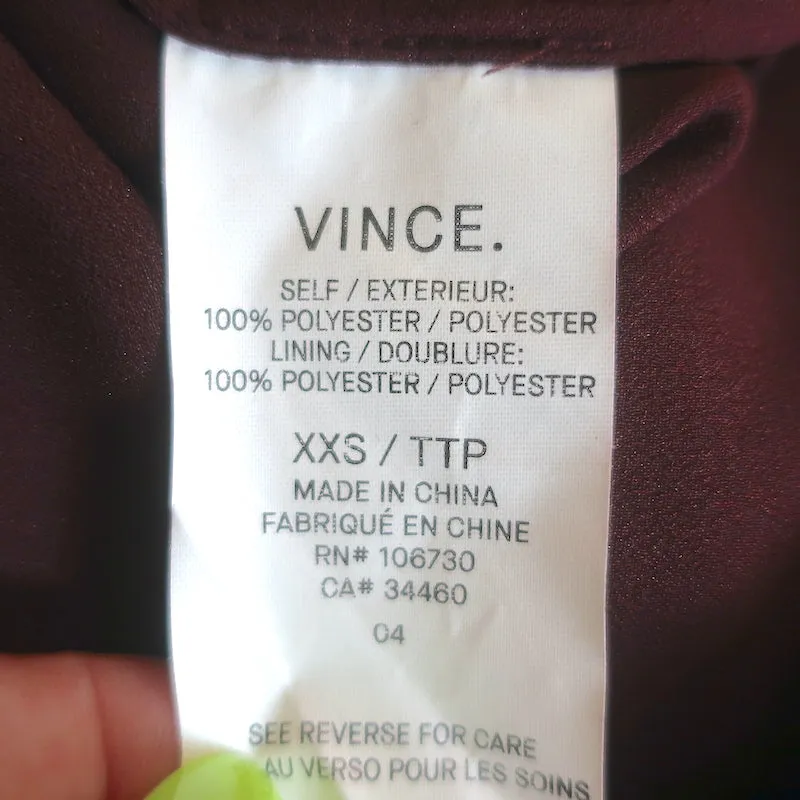 VINCE.
SELF / EXTERIEUR:
100% POLYESTER / POLYESTER
LINING / DOUBLURE:
100% POLYESTER / POLYESTER
XXS / TTP
MADE IN CHINA
FABRIQUÉ EN CHINE
RN# 106730
CA# 34460
04
SEE REVERSE FOR CARE
AU VERSO POUR LES SOINS